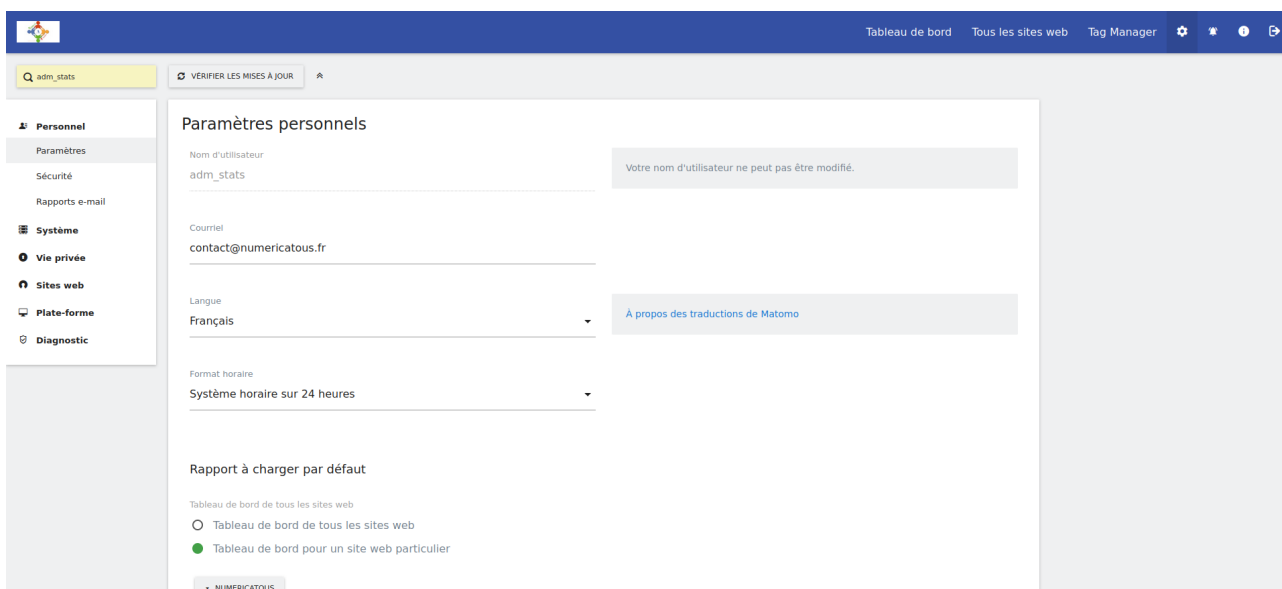 Tableau de bord Tous les sites web Tag Manager
adm_stats
VÉRIFIER LES MISES À JOUR
Personnel
Paramètres
Sécurité
Rapports e-mail
Système
Vie privée
Sites web
Plate-forme
Diagnostic
Paramètres personnels
Nom d'utilisateur
adm_stats
Votre nom d'utilisateur ne peut pas être modifié.
Courriel
contact@numericatous.fr
Langue
Français
À propos des traductions de Matomo
Format horaire
Système horaire sur 24 heures
Rapport à charger par défaut
Tableau de bord de tous les sites web
Tableau de bord de tous les sites web
Tableau de bord pour un site web particulier
NUMERICATOUS